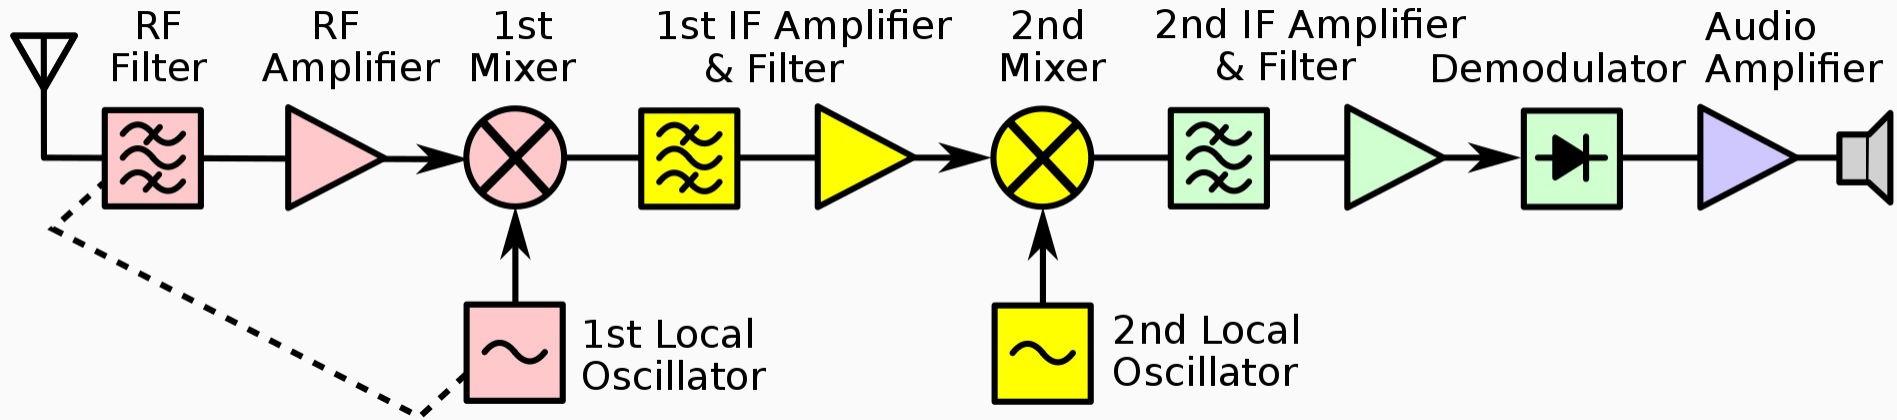 RF
Filter
RF
Amplifier
1st
Mixer
1st IF Amplifier
& Filter
2nd
Mixer
2nd IF Amplifier
& Filter
Demodulator
Audio
Amplifier
1st Local
Oscillator
2nd Local
Oscillator